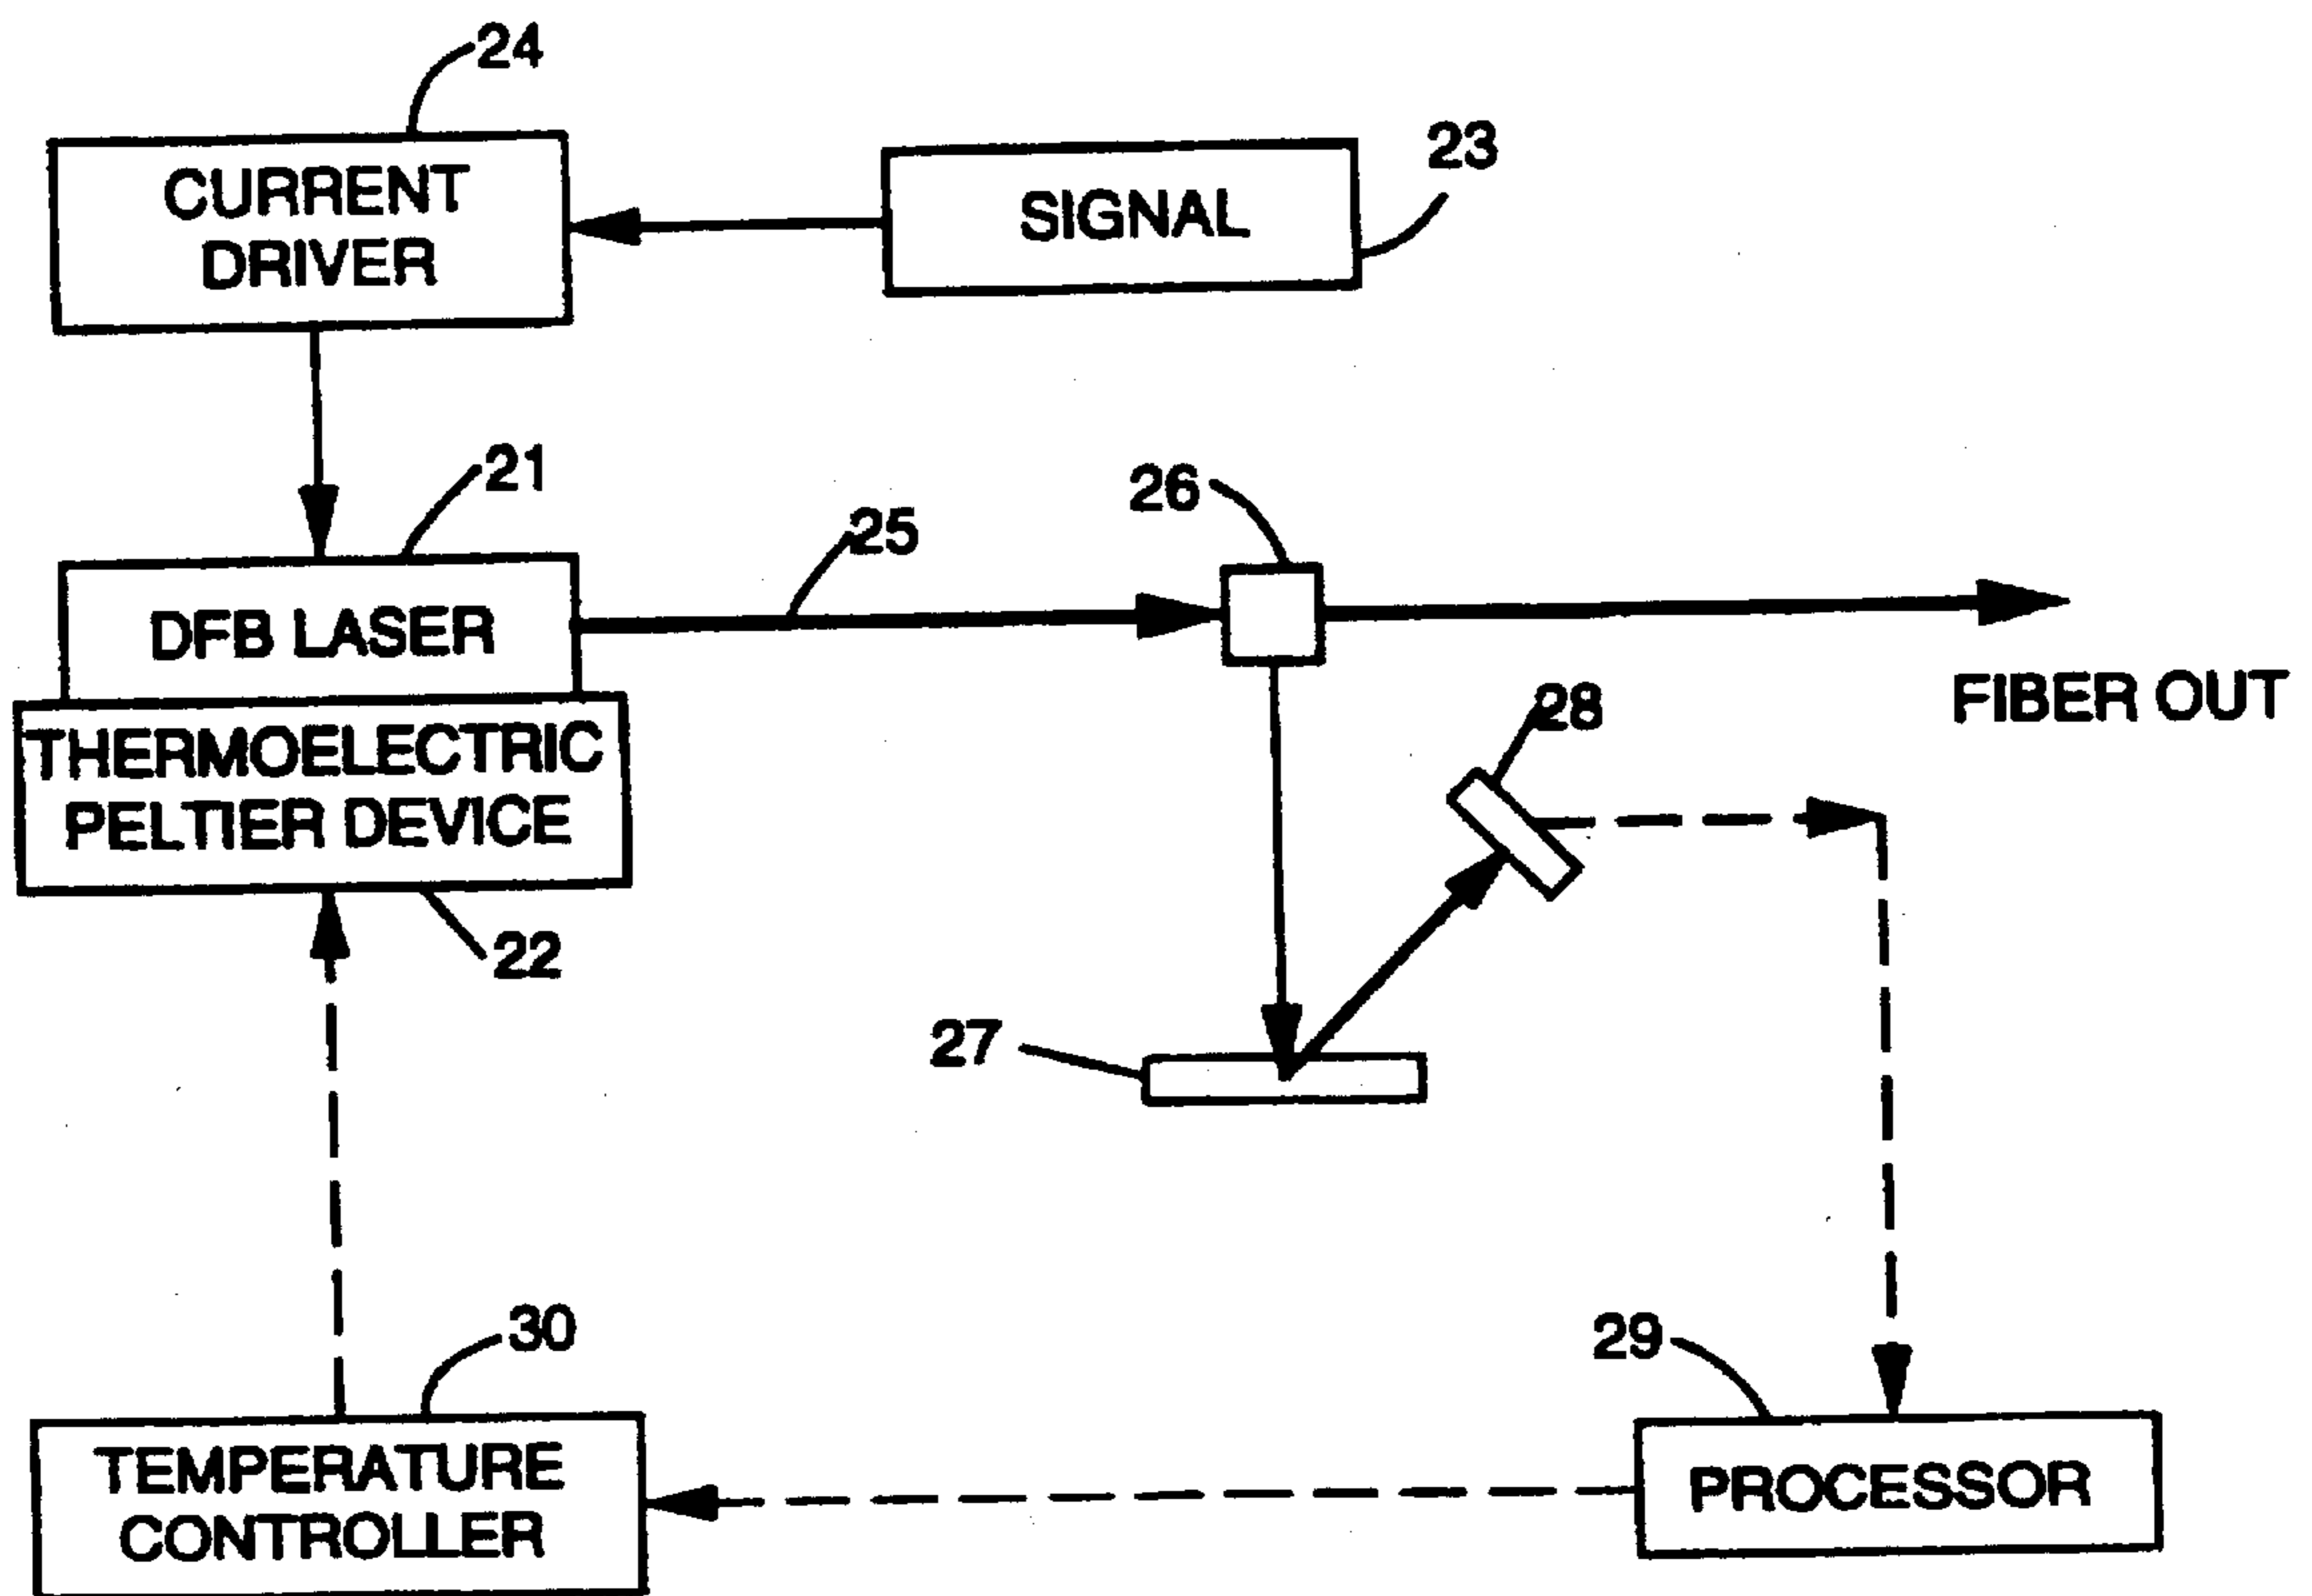 24
CURRENT
DRIVER
SIGNAL
23
21
DFB LASER
25
26
FIBER OUT
THERMOELECTRIC
PELTIER DEVICE
22
28
27
30
TEMPERATURE
CONTROLLER
29
PROCESSOR